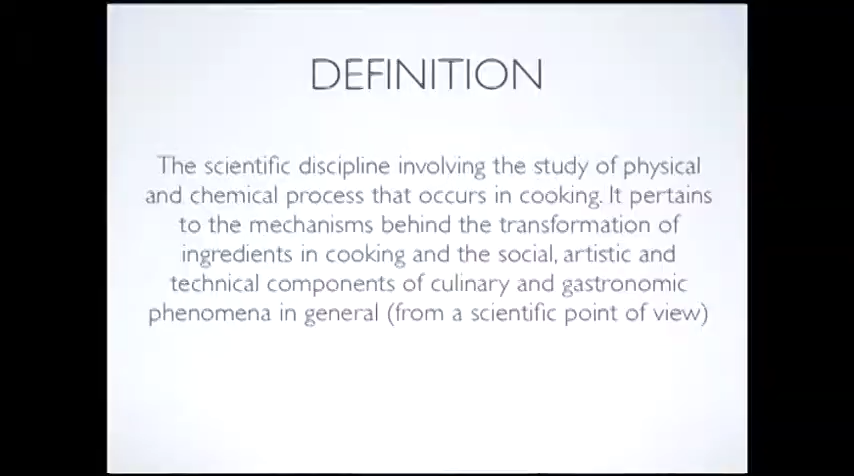 DEFINITION
The scientific discipline involving the study of physical
and chemical process that occurs in cooking. It pertains
to the mechanisms behind the transformation of
ingredients in cooking and the social, artistic and
technical components of culinary and gastronomic
phenomena in general (from a scientific point of view)